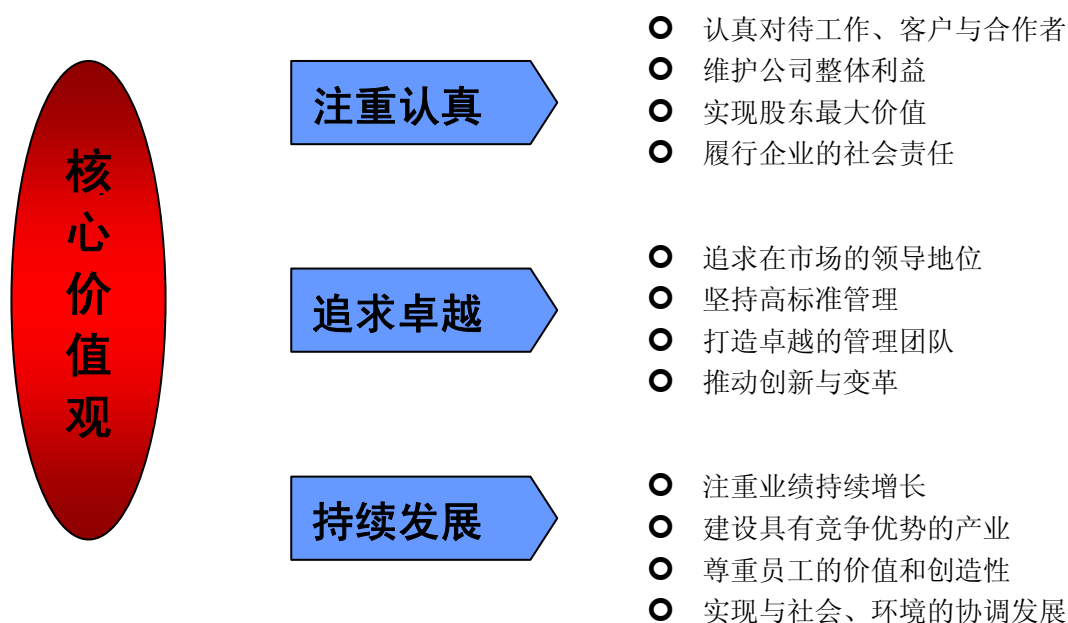 核心价值观
注重认真
认真对待工作、客户与合作者
维护公司整体利益
实现股东最大价值
履行企业的社会责任
追求卓越
追求在市场的领导地位
坚持高标准管理
打造卓越的管理团队
推动创新与变革
持续发展
注重业绩持续增长
建设具有竞争优势的产业
尊重员工的价值和创造性
实现与社会、环境的协调发展